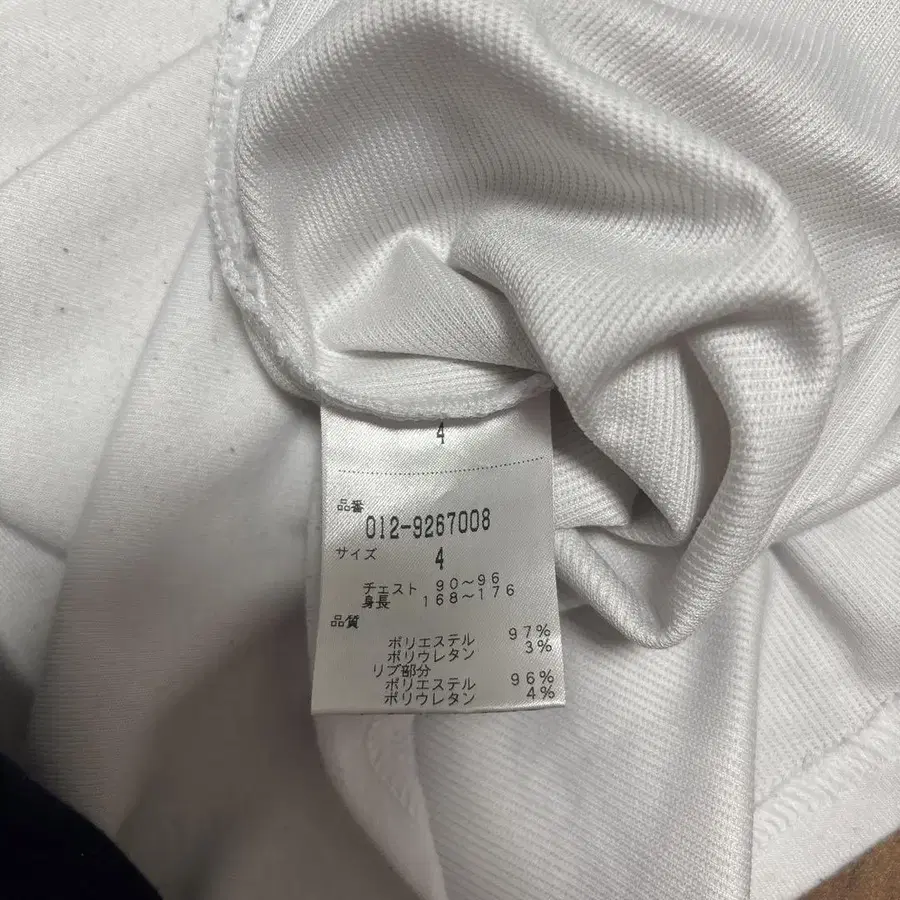 4
品番
012-9267008
サイズ
4
チェスト 90～96
身長 168～176
品質
ポリエステル 97%
ポリウレタン 3%
リブ部分
ポリエステル 96%
ポリウレタン 4%